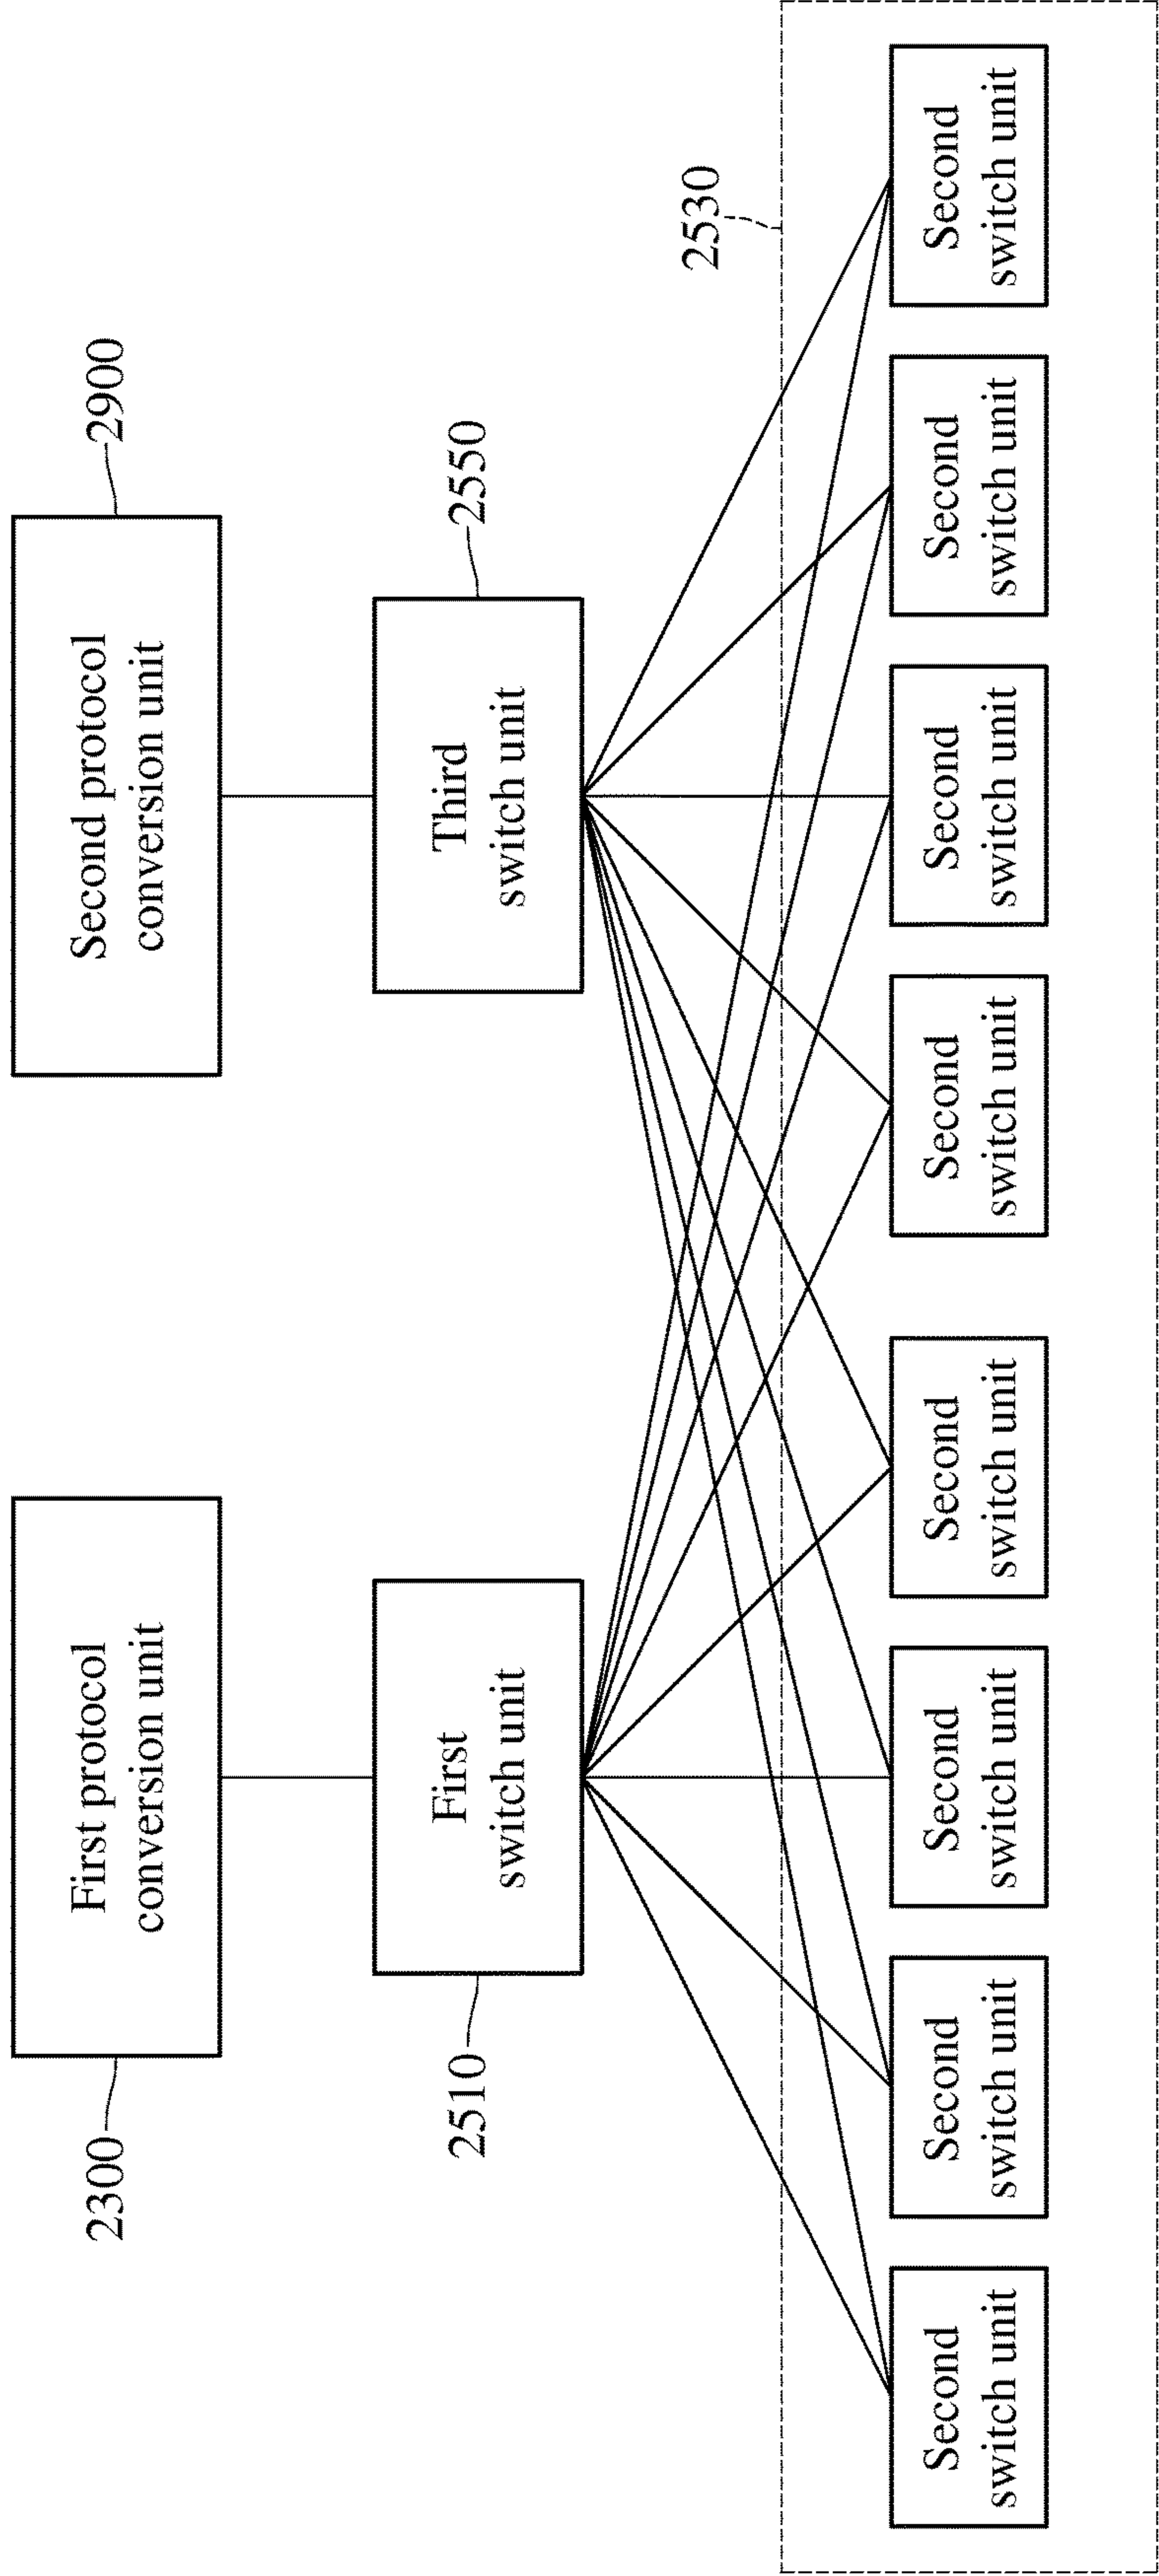 First protocol
conversion unit
2300
Second protocol
conversion unit
2900
First
switch unit
2510
Third
switch unit
2550
2530
Second
switch unit
Second
switch unit
Second
switch unit
Second
switch unit
Second
switch unit
Second
switch unit
Second
switch unit
Second
switch unit